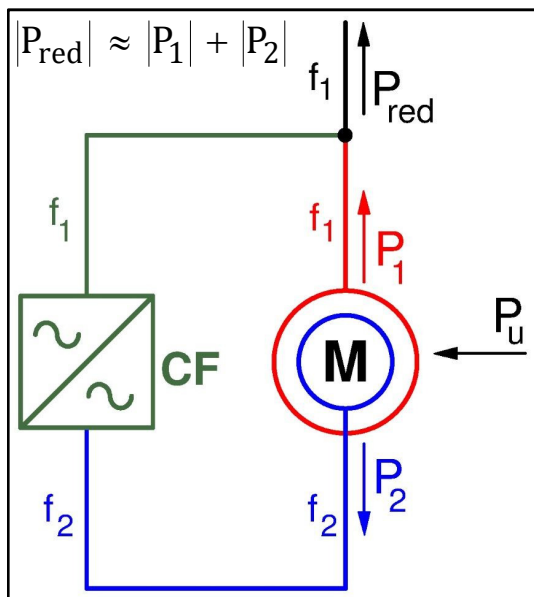 |P_red| ≈ |P_1| + |P_2|
f_1
P_red
f_1
f_1
P_1
CF
M
P_u
f_2
f_2
P_2